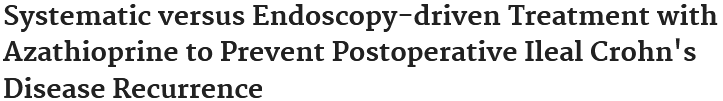 Systematic versus Endoscopy-driven Treatment with
Azathioprine to Prevent Postoperative Ileal Crohn's
Disease Recurrence